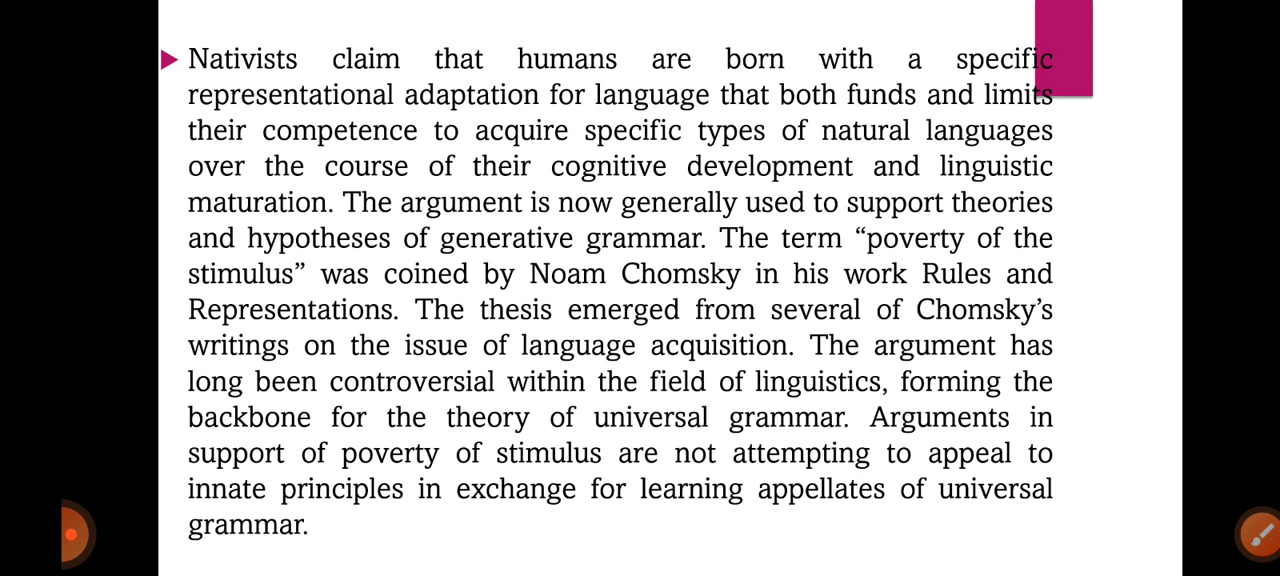 Nativists claim that humans are born with a specific
representational adaptation for language that both funds and limits
their competence to acquire specific types of natural languages
over the course of their cognitive development and linguistic
maturation. The argument is now generally used to support theories
and hypotheses of generative grammar. The term “poverty of the
stimulus” was coined by Noam Chomsky in his work Rules and
Representations. The thesis emerged from several of Chomsky’s
writings on the issue of language acquisition. The argument has
long been controversial within the field of linguistics, forming the
backbone for the theory of universal grammar. Arguments in
support of poverty of stimulus are not attempting to appeal to
innate principles in exchange for learning appellates of universal
grammar.